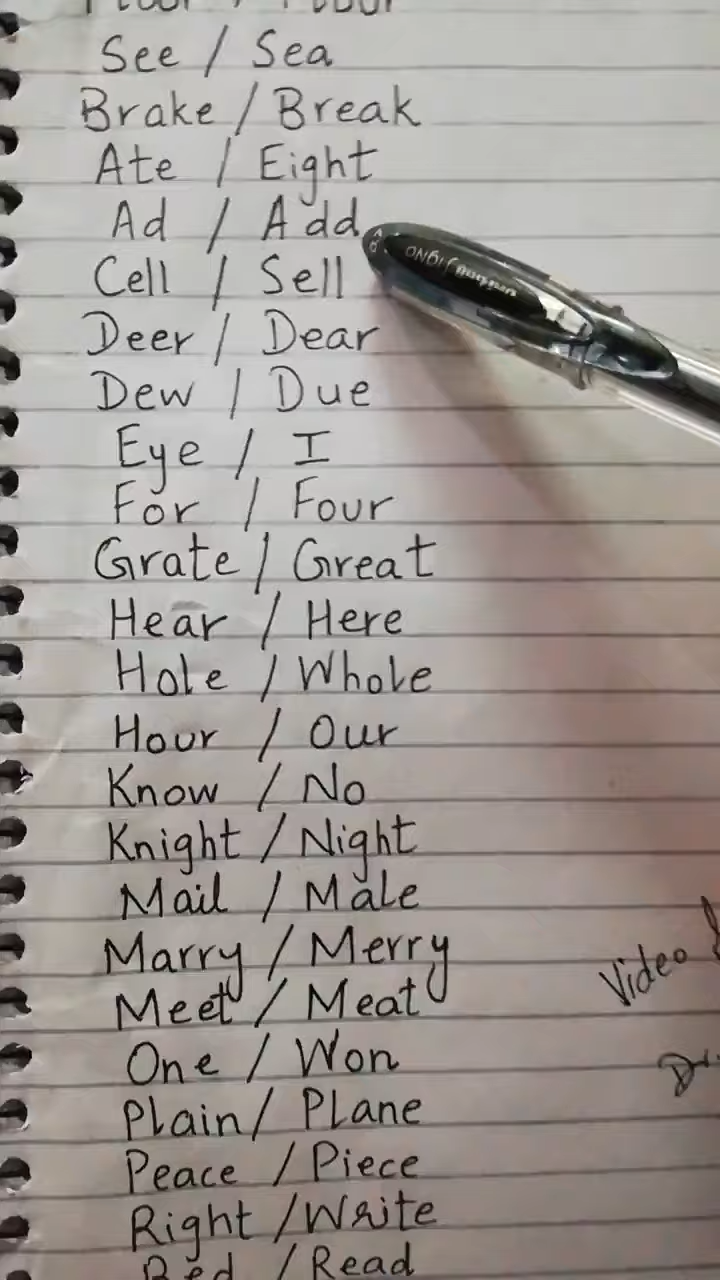 See / Sea
Brake / Break
Ate / Eight
Ad / Add
Cell / Sell
Deer / Dear
Dew / Due
Eye / I
For / Four
Grate / Great
Hear / Here
Hole / Whole
Hour / Our
Know / No
Knight / Night
Mail / Male
Marry / Merry
Meet / Meat
Video
One / Won
Plain / Plane
Peace / Piece
Right / Write
Red / Read